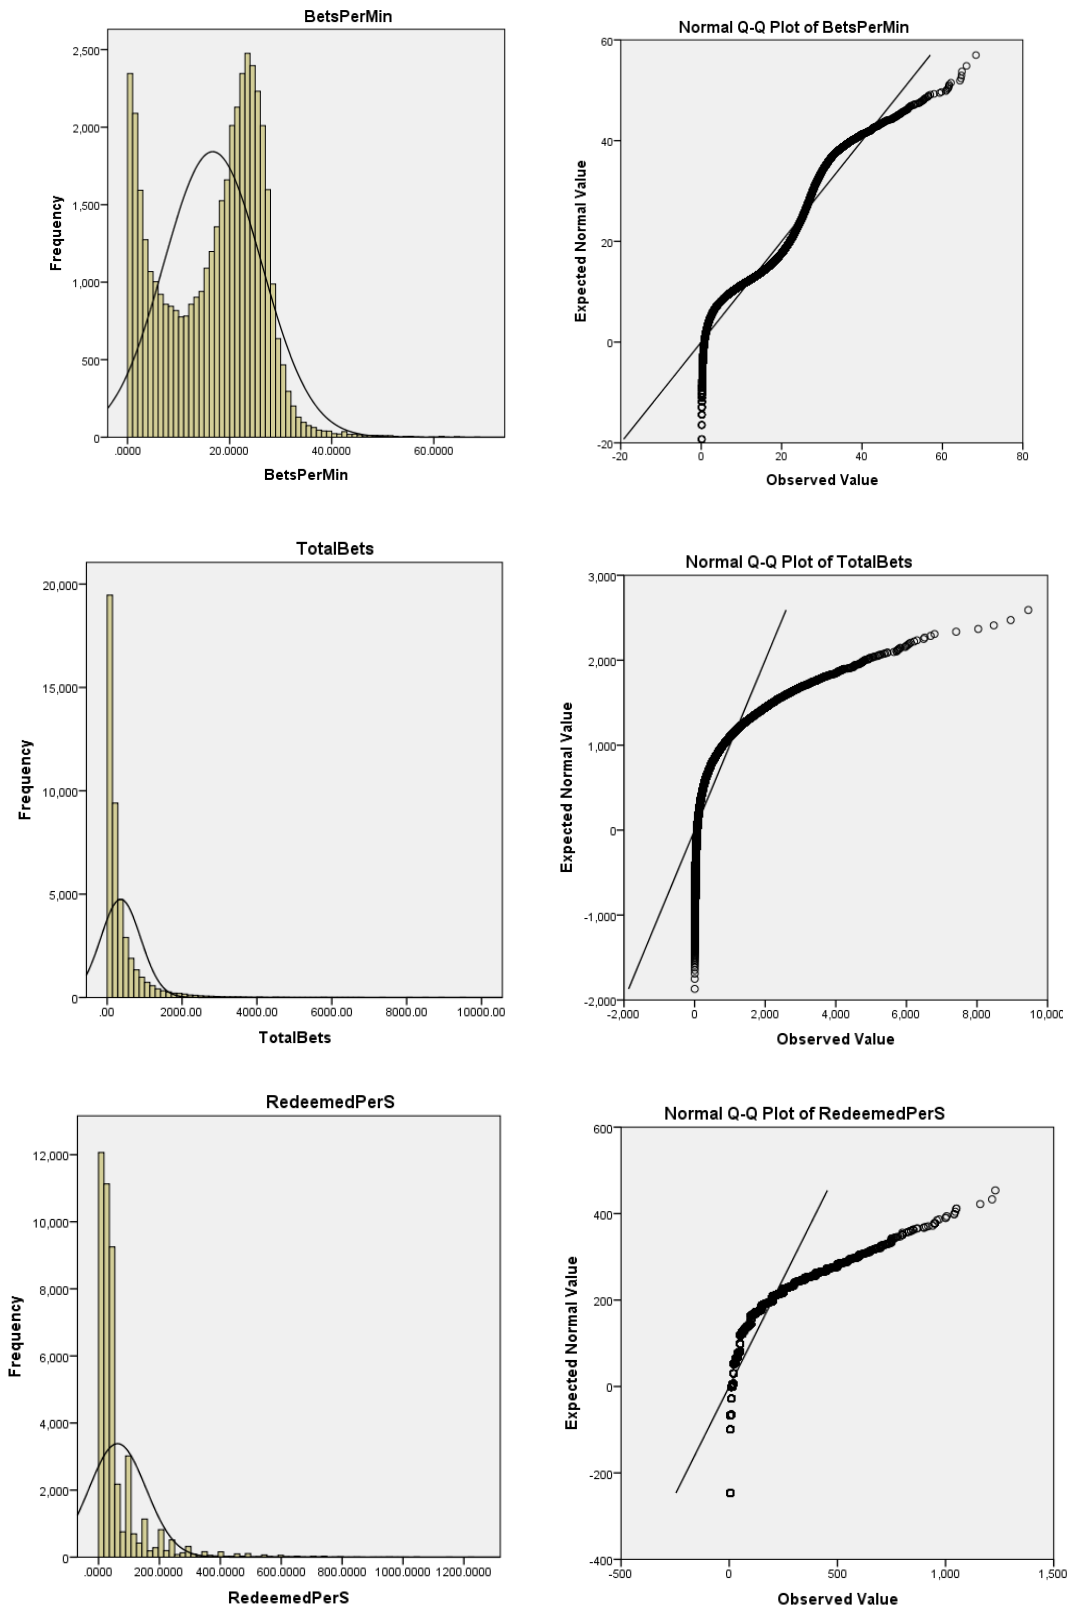 BetsPerMin
2,500
2,000
1,500
1,000
500
0
.0000 20.0000 40.0000 60.0000
Frequency
BetsPerMin
Normal Q-Q Plot of BetsPerMin
60
40
20
0
-20
-20 0 20 40 60 80
Expected Normal Value
Observed Value
TotalBets
20,000
15,000
10,000
5,000
0
.00 2000.00 4000.00 6000.00 8000.00 10000.00
Frequency
TotalBets
Normal Q-Q Plot of TotalBets
3,000
2,000
1,000
0
-1,000
-2,000
-2,000 0 2,000 4,000 6,000 8,000 10,000
Expected Normal Value
Observed Value
RedeemedPerS
12,000
10,000
8,000
6,000
4,000
2,000
0
.0000 200.0000 400.0000 600.0000 800.0000 1000.0000 1200.0000
Frequency
RedeemedPerS
Normal Q-Q Plot of RedeemedPerS
600
400
200
0
-200
-400
-500 0 500 1,000 1,500
Expected Normal Value
Observed Value